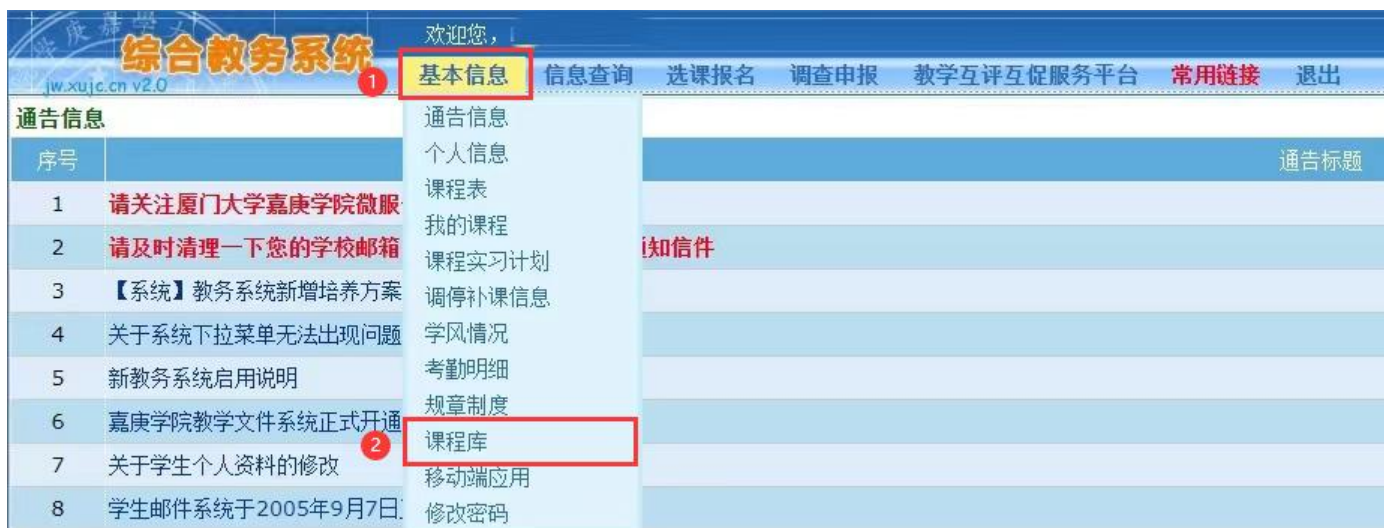 综合教务系统
jw.xujc.cn v2.0
欢迎您，
1
基本信息 信息查询 选课报名 调查申报 教学互评互促服务平台 常用链接 退出
通告信息
序号 通告标题
1 请关注厦门大学嘉庚学院微服
2 请及时清理一下您的学校邮箱 知信件
3 【系统】教务系统新增培养方案
4 关于系统下拉菜单无法出现问题
5 新教务系统启用说明
6 嘉庚学院教学文件系统正式开通
7 关于学生个人资料的修改
8 学生邮件系统于2005年9月7日
通告信息
个人信息
课程表
我的课程
课程实习计划
调停补课信息
学风情况
考勤明细
规章制度
2
课程库
移动端应用
修改密码